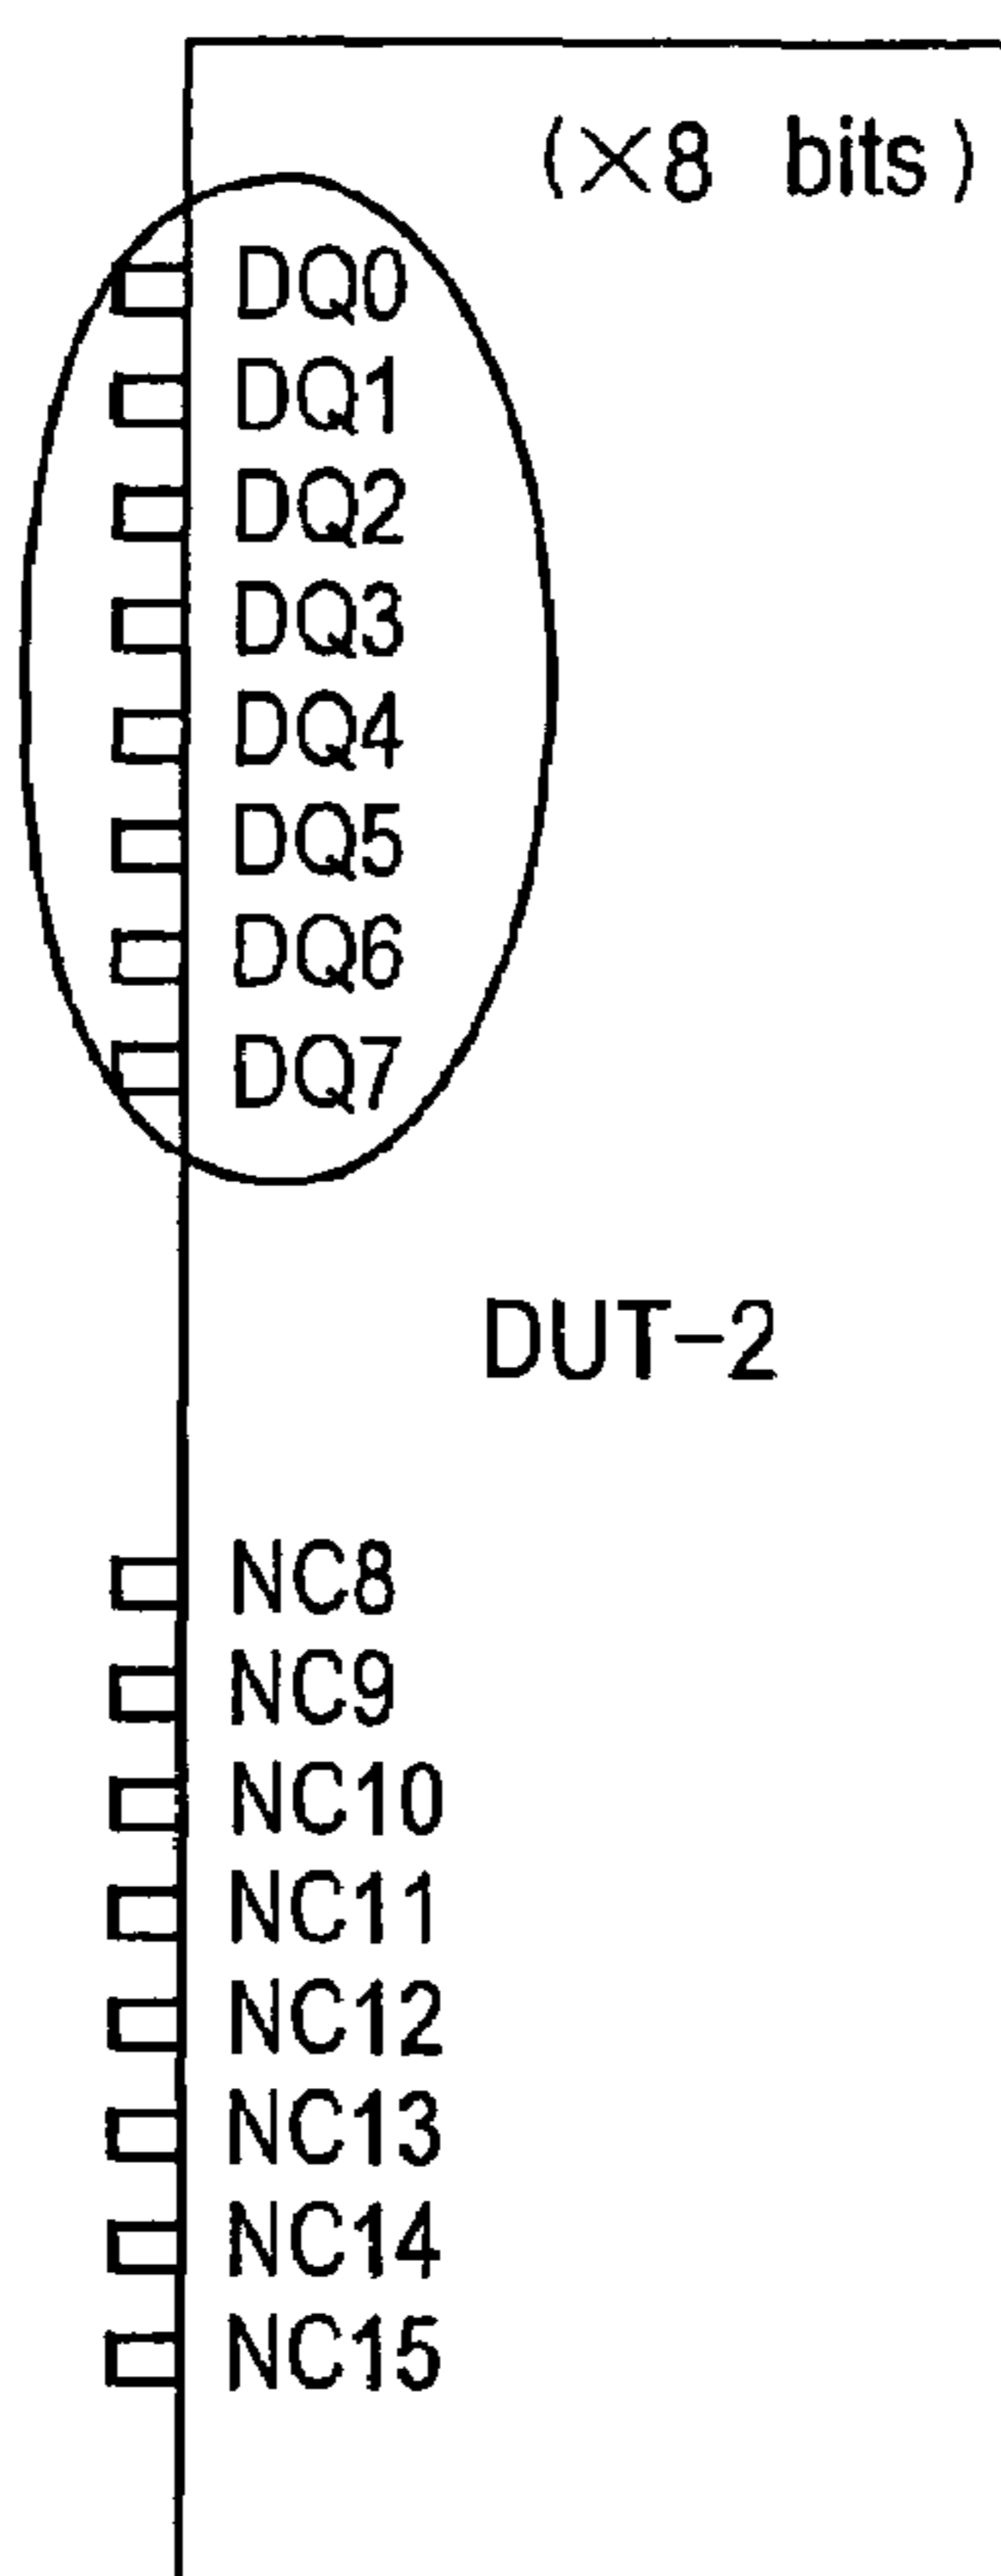 (×8 bits)
DQ0
DQ1
DQ2
DQ3
DQ4
DQ5
DQ6
DQ7
DUT-2
NC8
NC9
NC10
NC11
NC12
NC13
NC14
NC15